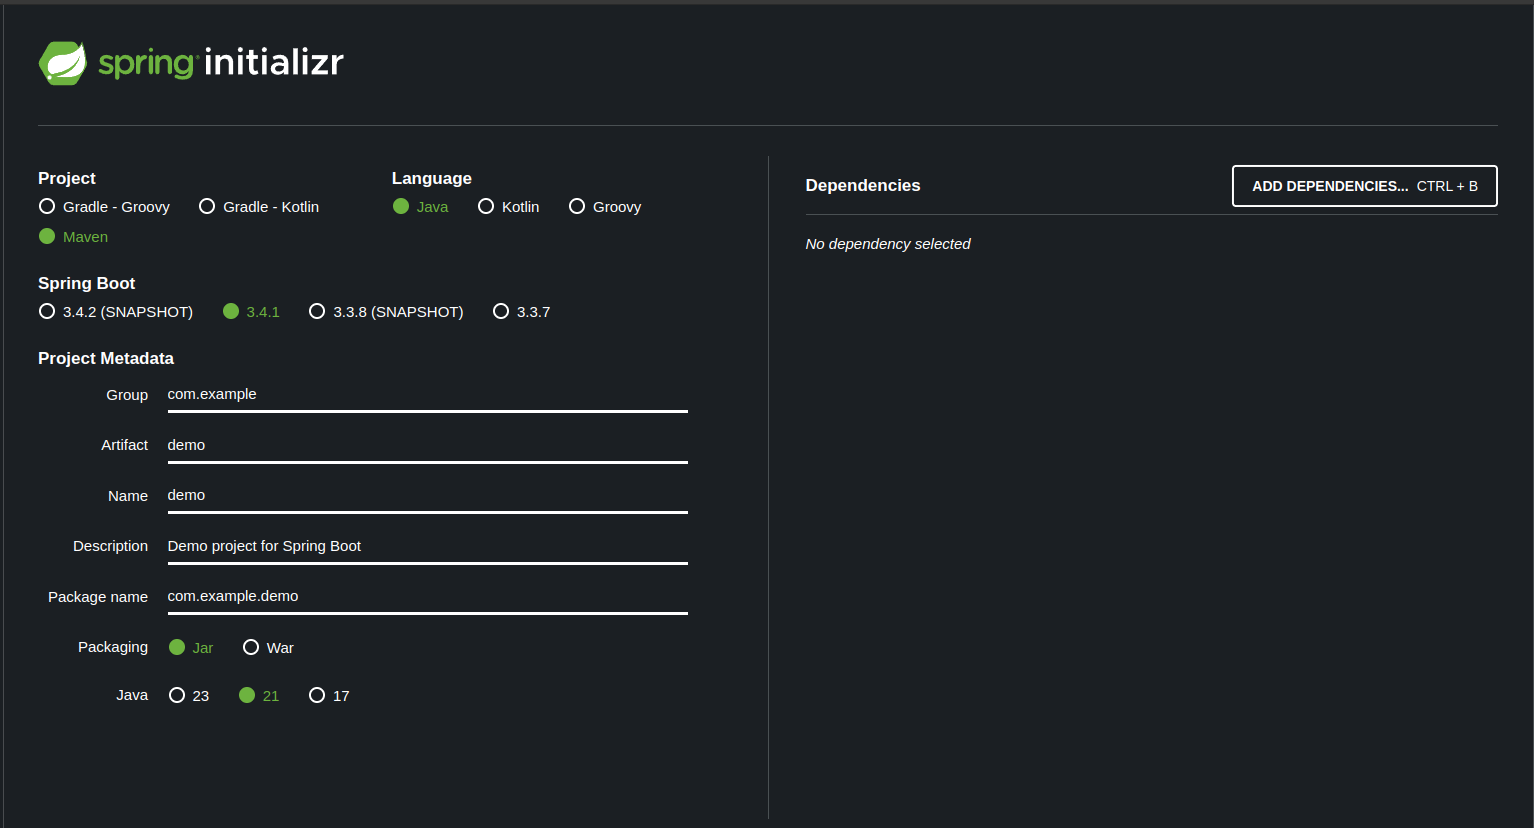 spring initializr
Project
Gradle - Groovy Gradle - Kotlin
Maven
Language
Java Kotlin Groovy
Spring Boot
3.4.2 (SNAPSHOT) 3.4.1 3.3.8 (SNAPSHOT) 3.3.7
Project Metadata
Group com.example
Artifact demo
Name demo
Description Demo project for Spring Boot
Package name com.example.demo
Packaging Jar War
Java 23 21 17
Dependencies
ADD DEPENDENCIES... CTRL + B
No dependency selected